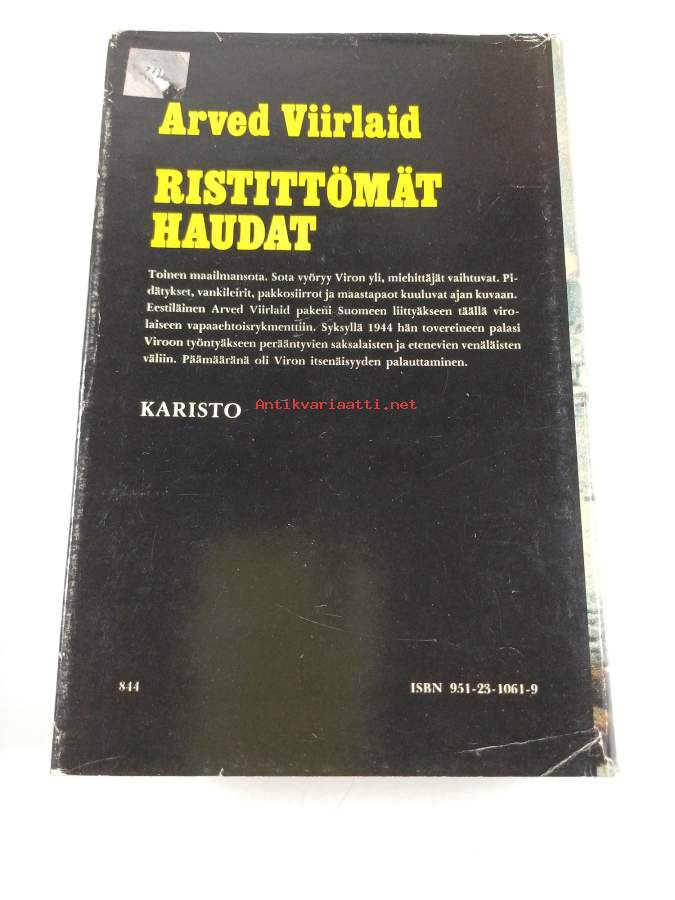 Arved Viirlaid
RISTITTÖMÄT
HAUDAT
Toinen maailmansota. Sota vyöryy Viron yli, miehittäjät vaihtuvat. Pi-
dätykset, vankileirit, pakkosiirrot ja maastapaot kuuluvat ajan kuvaan.
Eestiläinen Arved Viirlaid pakeni Suomeen liittyäkseen täällä viro-
laiseen vapaaehtoisrykmenttiin. Syksyllä 1944 hän tovereineen palasi
Viroon työntyäkseen perääntyvien saksalaisten ja etenevien venäläisten
väliin. Päämääränä oli Viron itsenäisyyden palauttaminen.
KARISTO
Antikvariaatti.net
844
ISBN 951-23-1061-9